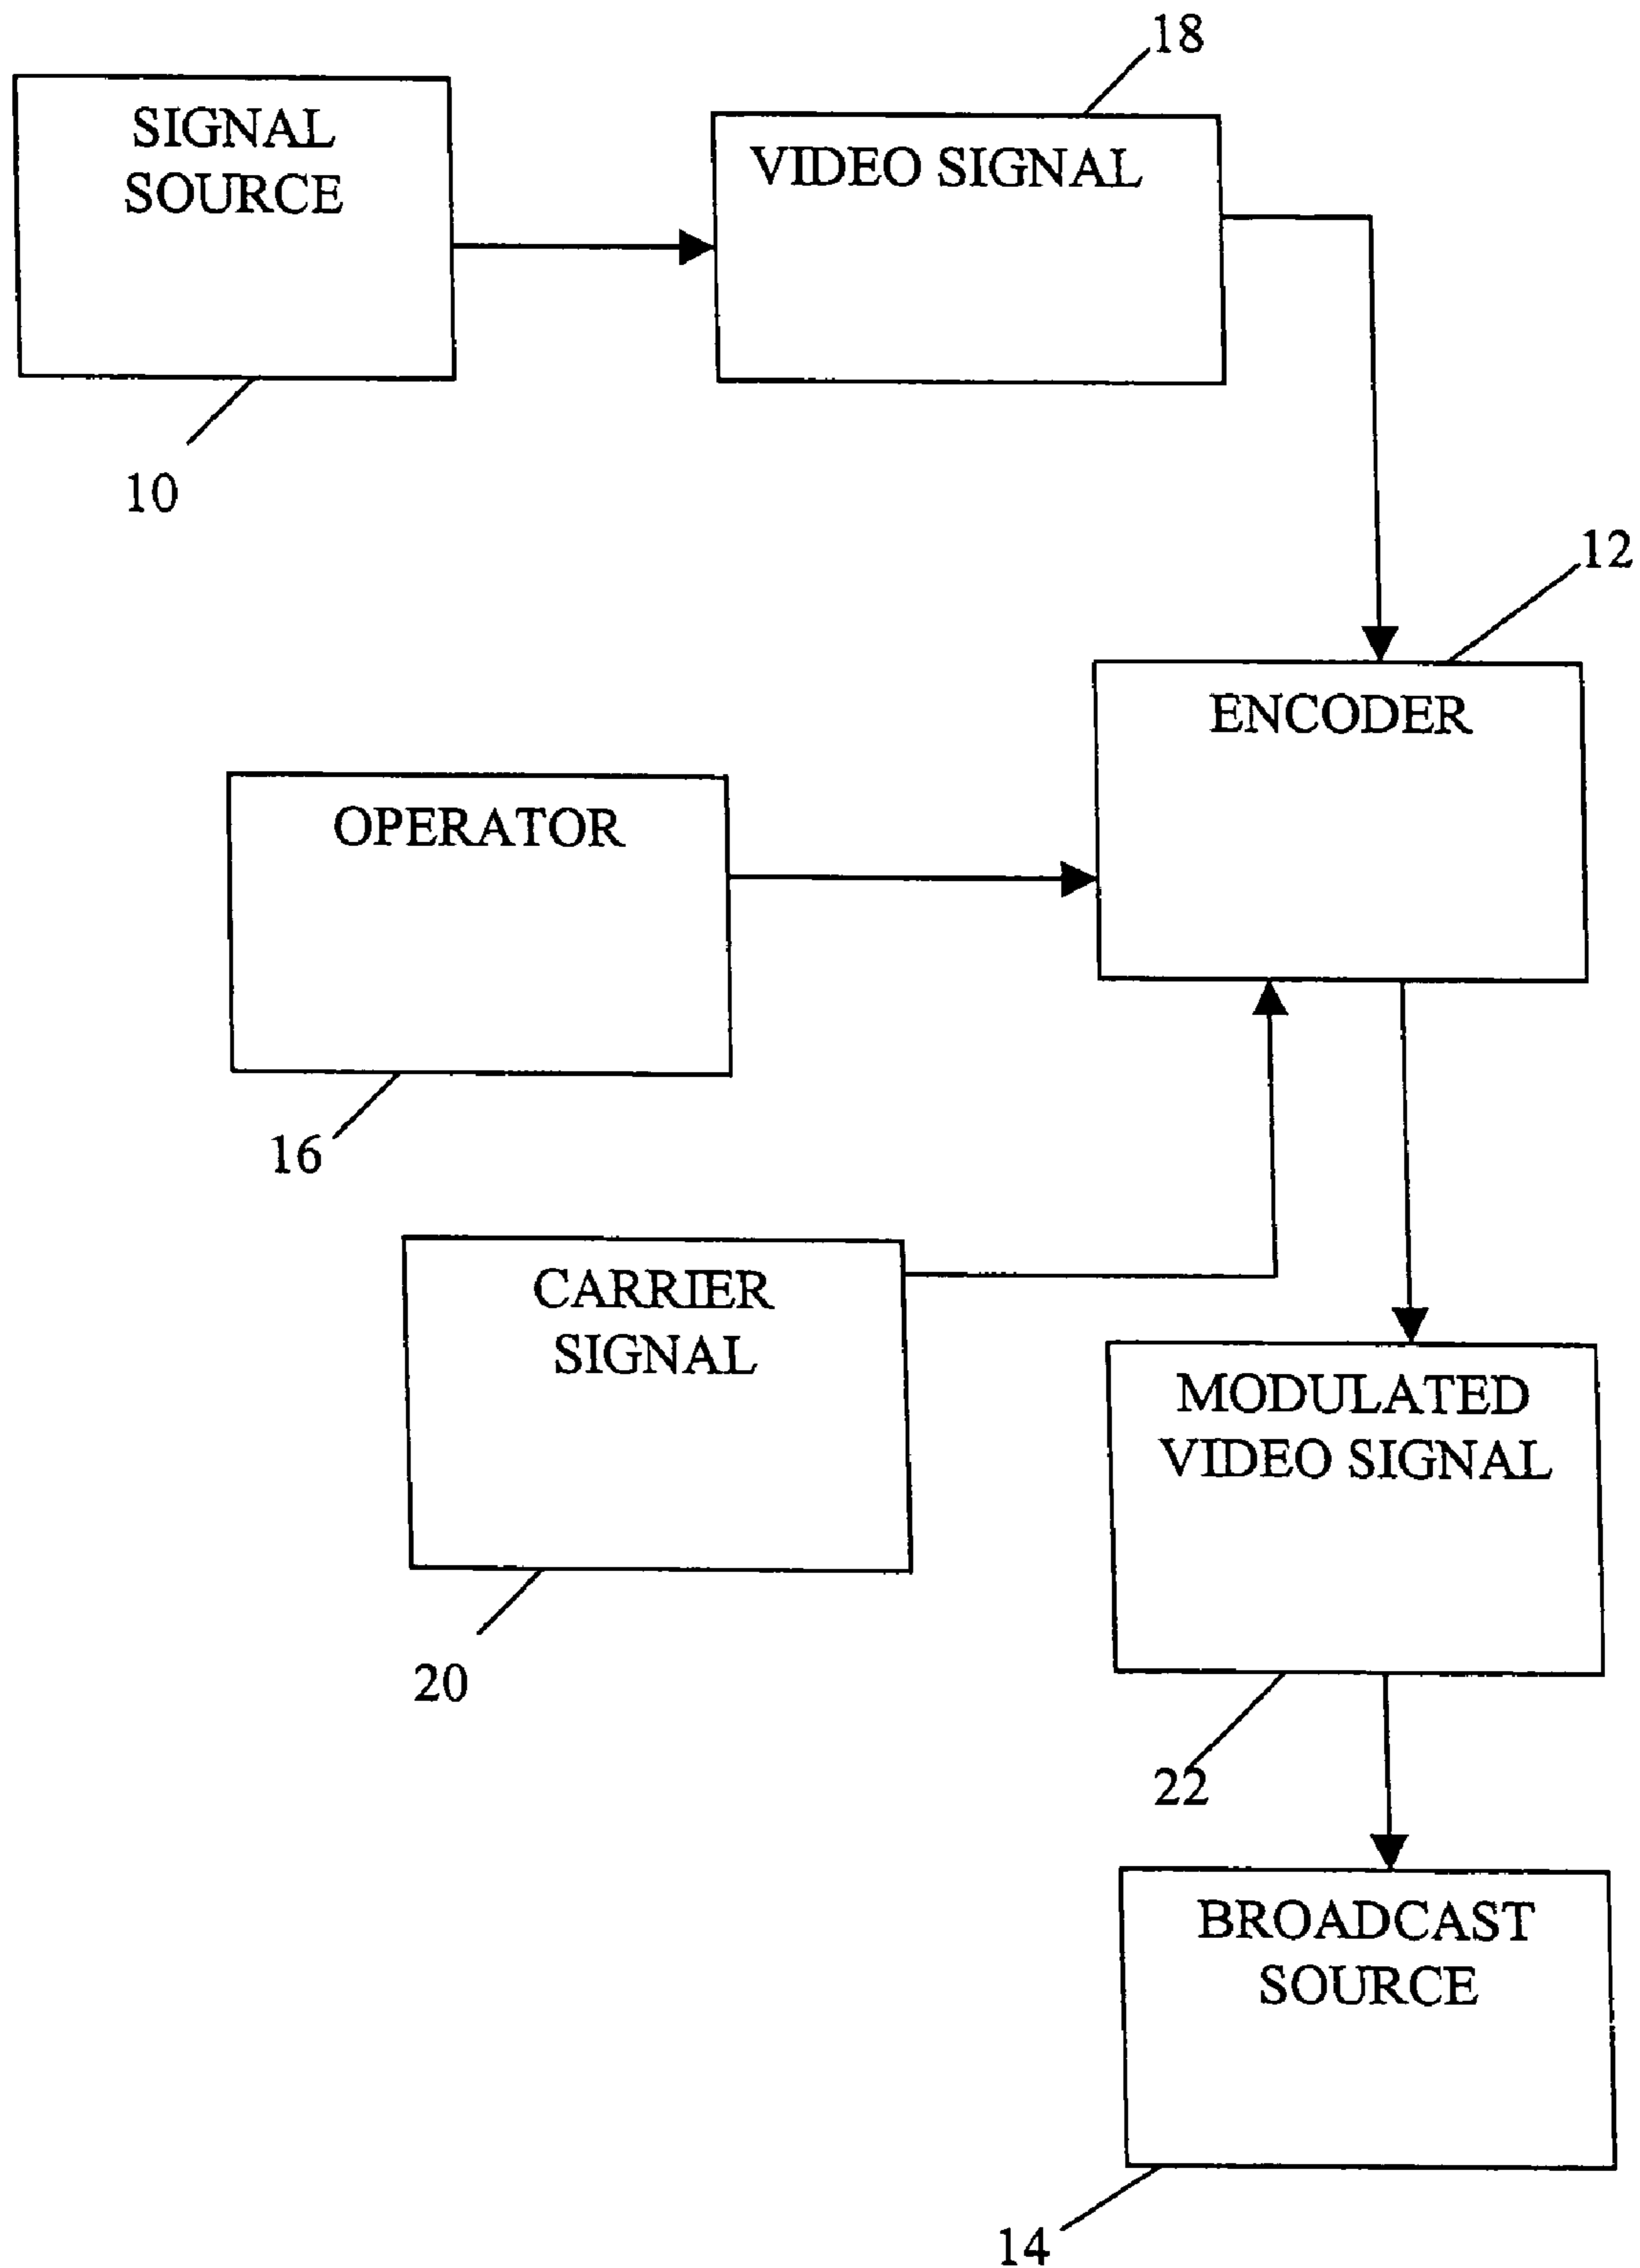 18
SIGNAL
SOURCE
VIDEO SIGNAL
10
12
ENCODER
OPERATOR
16
CARRIER
SIGNAL
MODULATED
VIDEO SIGNAL
20
22
BROADCAST
SOURCE
14